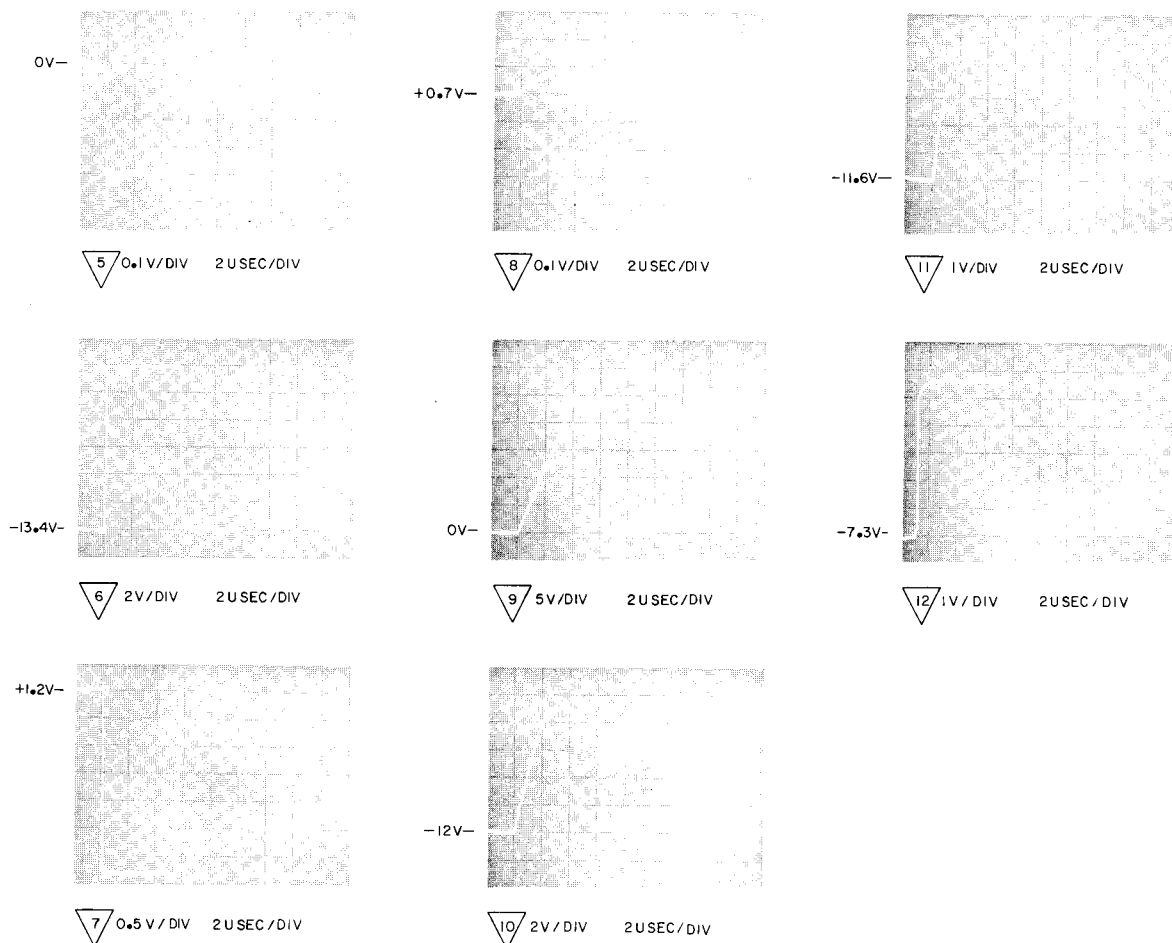 0V-
5 0.1V/DIV 2USEC/DIV
-13.4V-
6 2V/DIV 2USEC/DIV
+1.2V-
7 0.5V/DIV 2USEC/DIV
+0.7V-
8 0.1V/DIV 2USEC/DIV
0V-
9 5V/DIV 2USEC/DIV
-12V-
10 2V/DIV 2USEC/DIV
-11.6V-
11 1V/DIV 2USEC/DIV
-7.3V-
12 1V/DIV 2USEC/DIV